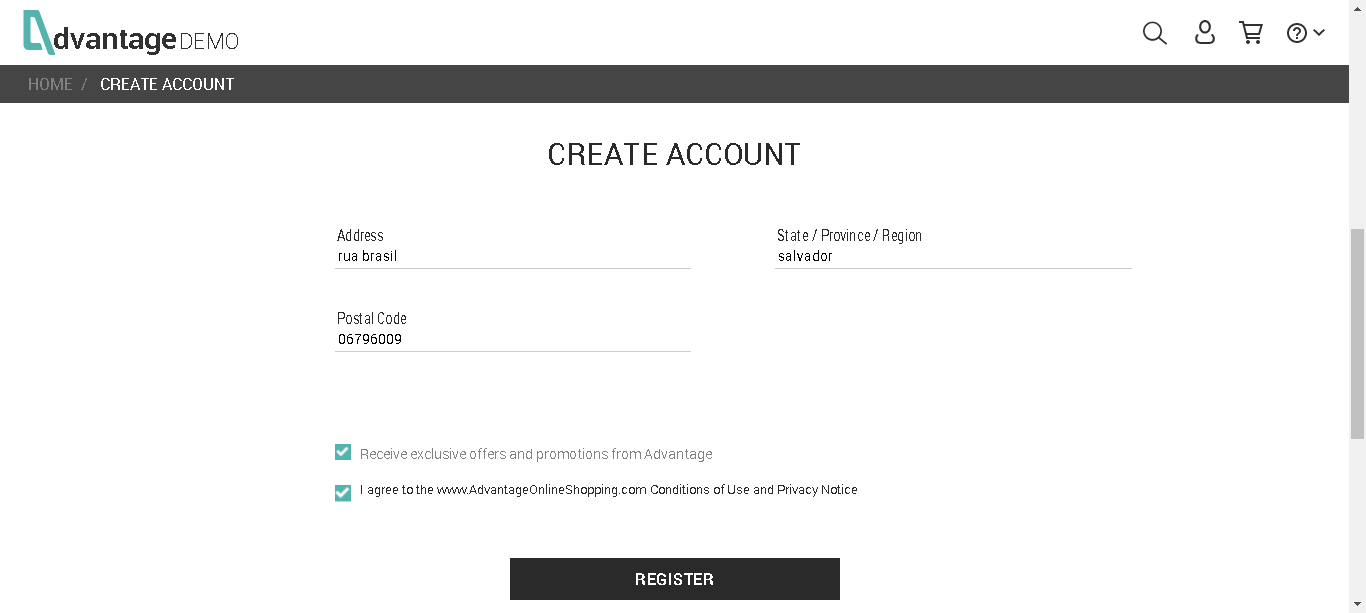 dvantage DEMO
HOME / CREATE ACCOUNT
CREATE ACCOUNT
Address
rua brasil
State / Province / Region
salvador
Postal Code
06796009
Receive exclusive offers and promotions from Advantage
I agree to the www.AdvantageOnlineShopping.com Conditions of Use and Privacy Notice
REGISTER